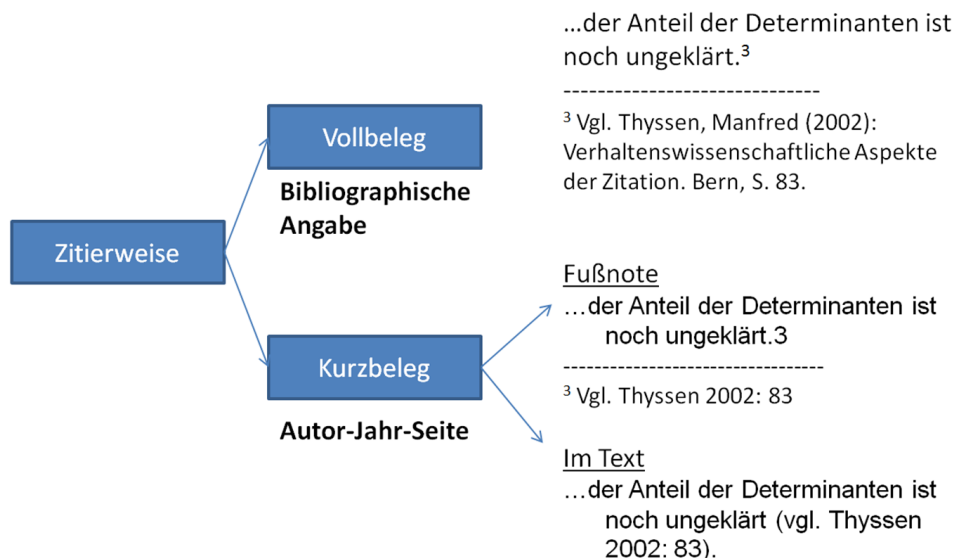 Zitierweise
Vollbeleg
Bibliographische
Angabe
…der Anteil der Determinanten ist
noch ungeklärt.³
------------------------------
³ Vgl. Thyssen, Manfred (2002):
Verhaltenswissenschaftliche Aspekte
der Zitation. Bern, S. 83.
Kurzbeleg
Autor-Jahr-Seite
Fußnote
…der Anteil der Determinanten ist
noch ungeklärt.3
---------------------------------
³ Vgl. Thyssen 2002: 83
Im Text
…der Anteil der Determinanten ist
noch ungeklärt (vgl. Thyssen
2002: 83).